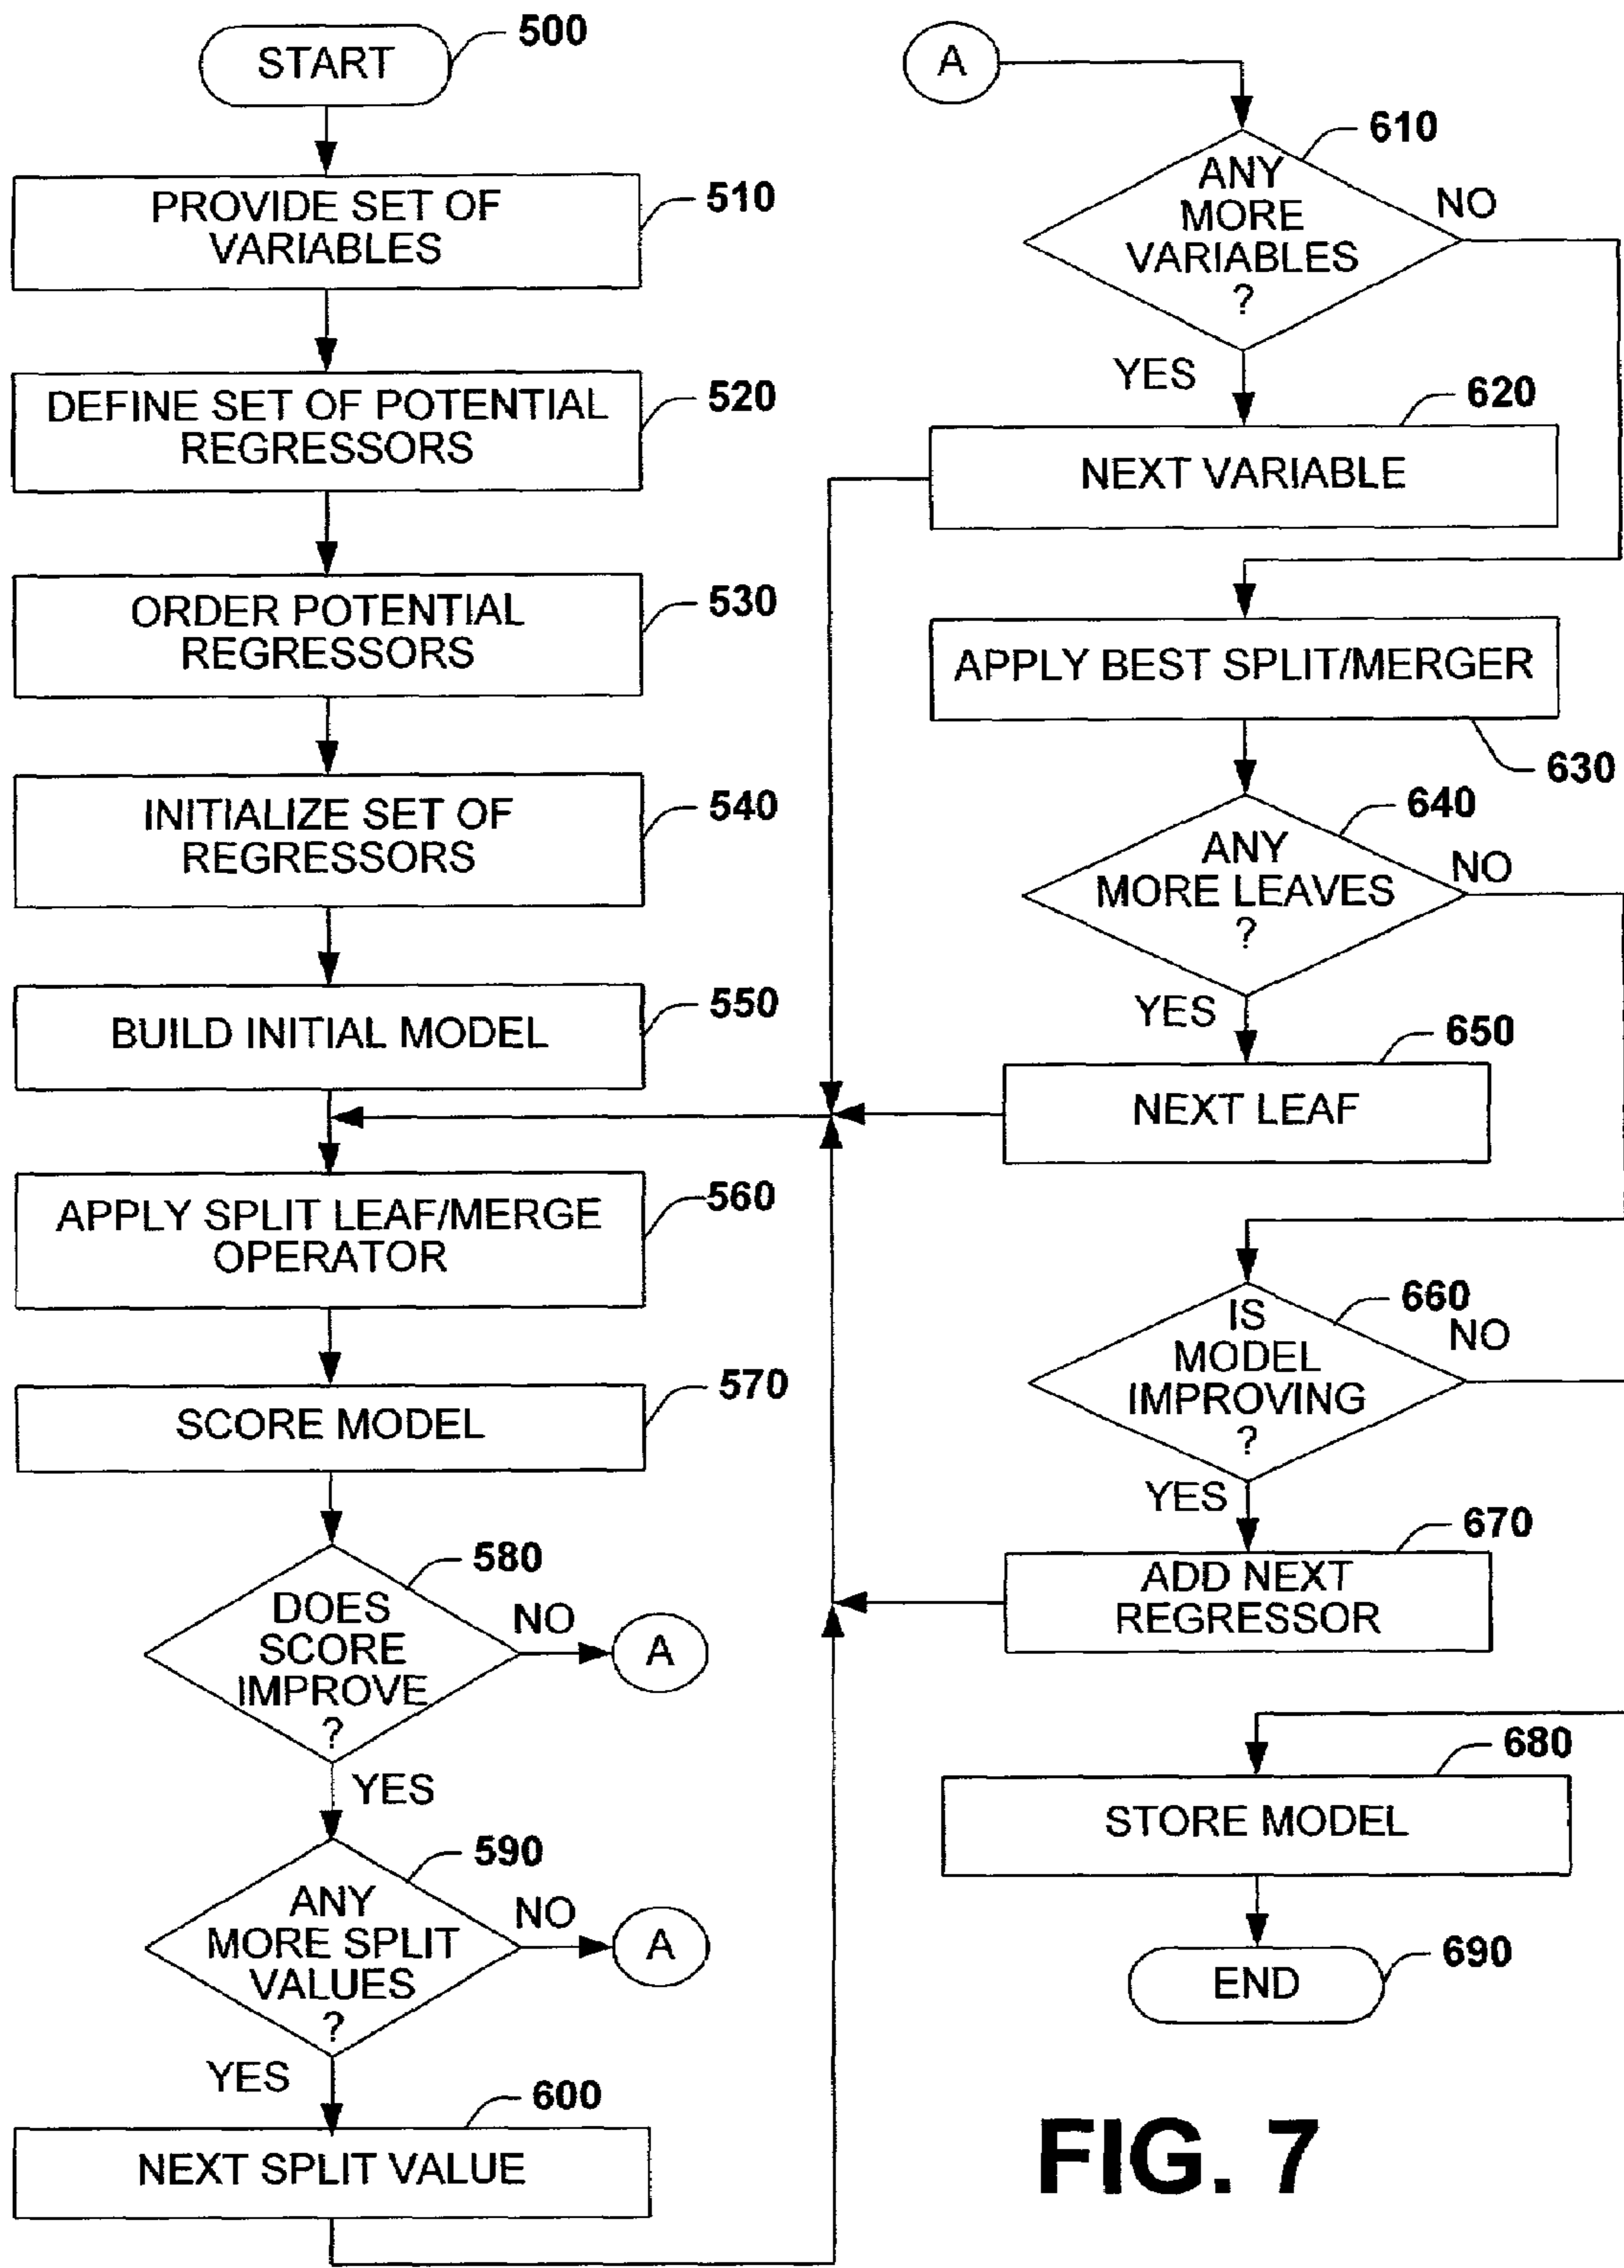 START
500
PROVIDE SET OF
VARIABLES
510
DEFINE SET OF POTENTIAL
REGRESSORS
520
ORDER POTENTIAL
REGRESSORS
530
INITIALIZE SET OF
REGRESSORS
540
BUILD INITIAL MODEL
550
APPLY SPLIT LEAF/MERGE
OPERATOR
560
SCORE MODEL
570
DOES
SCORE
IMPROVE
?
580
NO
A
YES
ANY
MORE SPLIT
VALUES
?
590
NO
A
YES
NEXT SPLIT VALUE
600
A
ANY
MORE
VARIABLES
?
610
NO
YES
NEXT VARIABLE
620
APPLY BEST SPLIT/MERGER
630
ANY
MORE LEAVES
?
640
NO
YES
NEXT LEAF
650
IS
MODEL
IMPROVING
?
660
NO
YES
ADD NEXT
REGRESSOR
670
STORE MODEL
680
END
690
FIG. 7